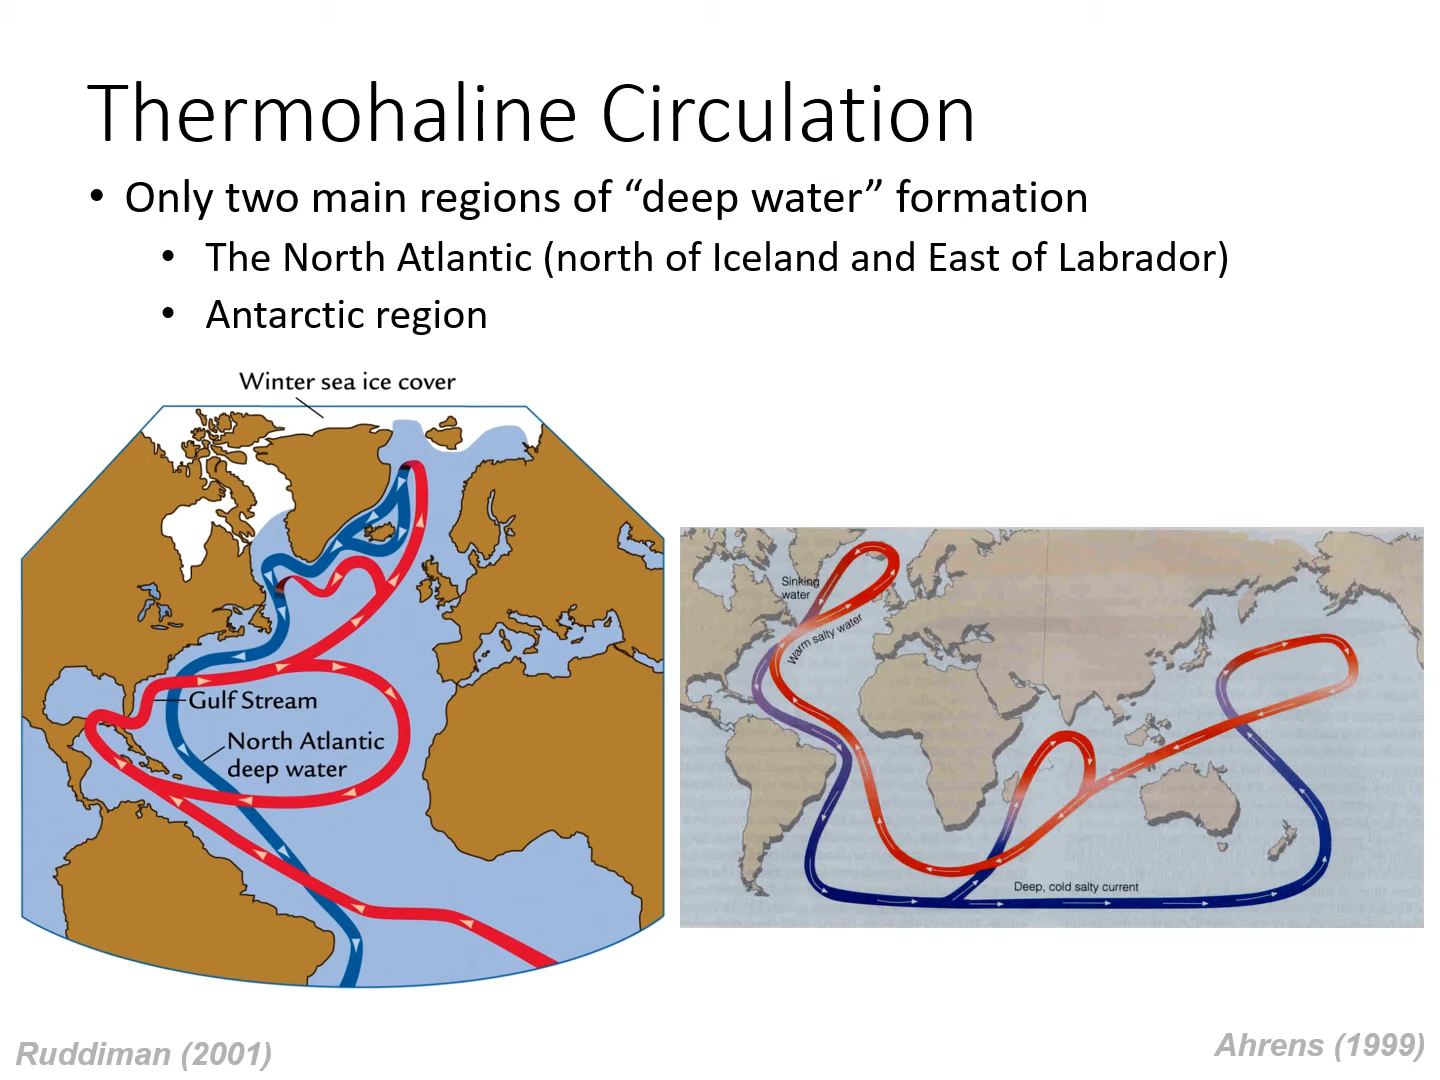 Thermohaline Circulation
• Only two main regions of “deep water” formation
• The North Atlantic (north of Iceland and East of Labrador)
• Antarctic region
Winter sea ice cover
Gulf Stream
North Atlantic
deep water
Sinking
water
Warm salty water
Deep, cold salty current
Ruddiman (2001)
Ahrens (1999)